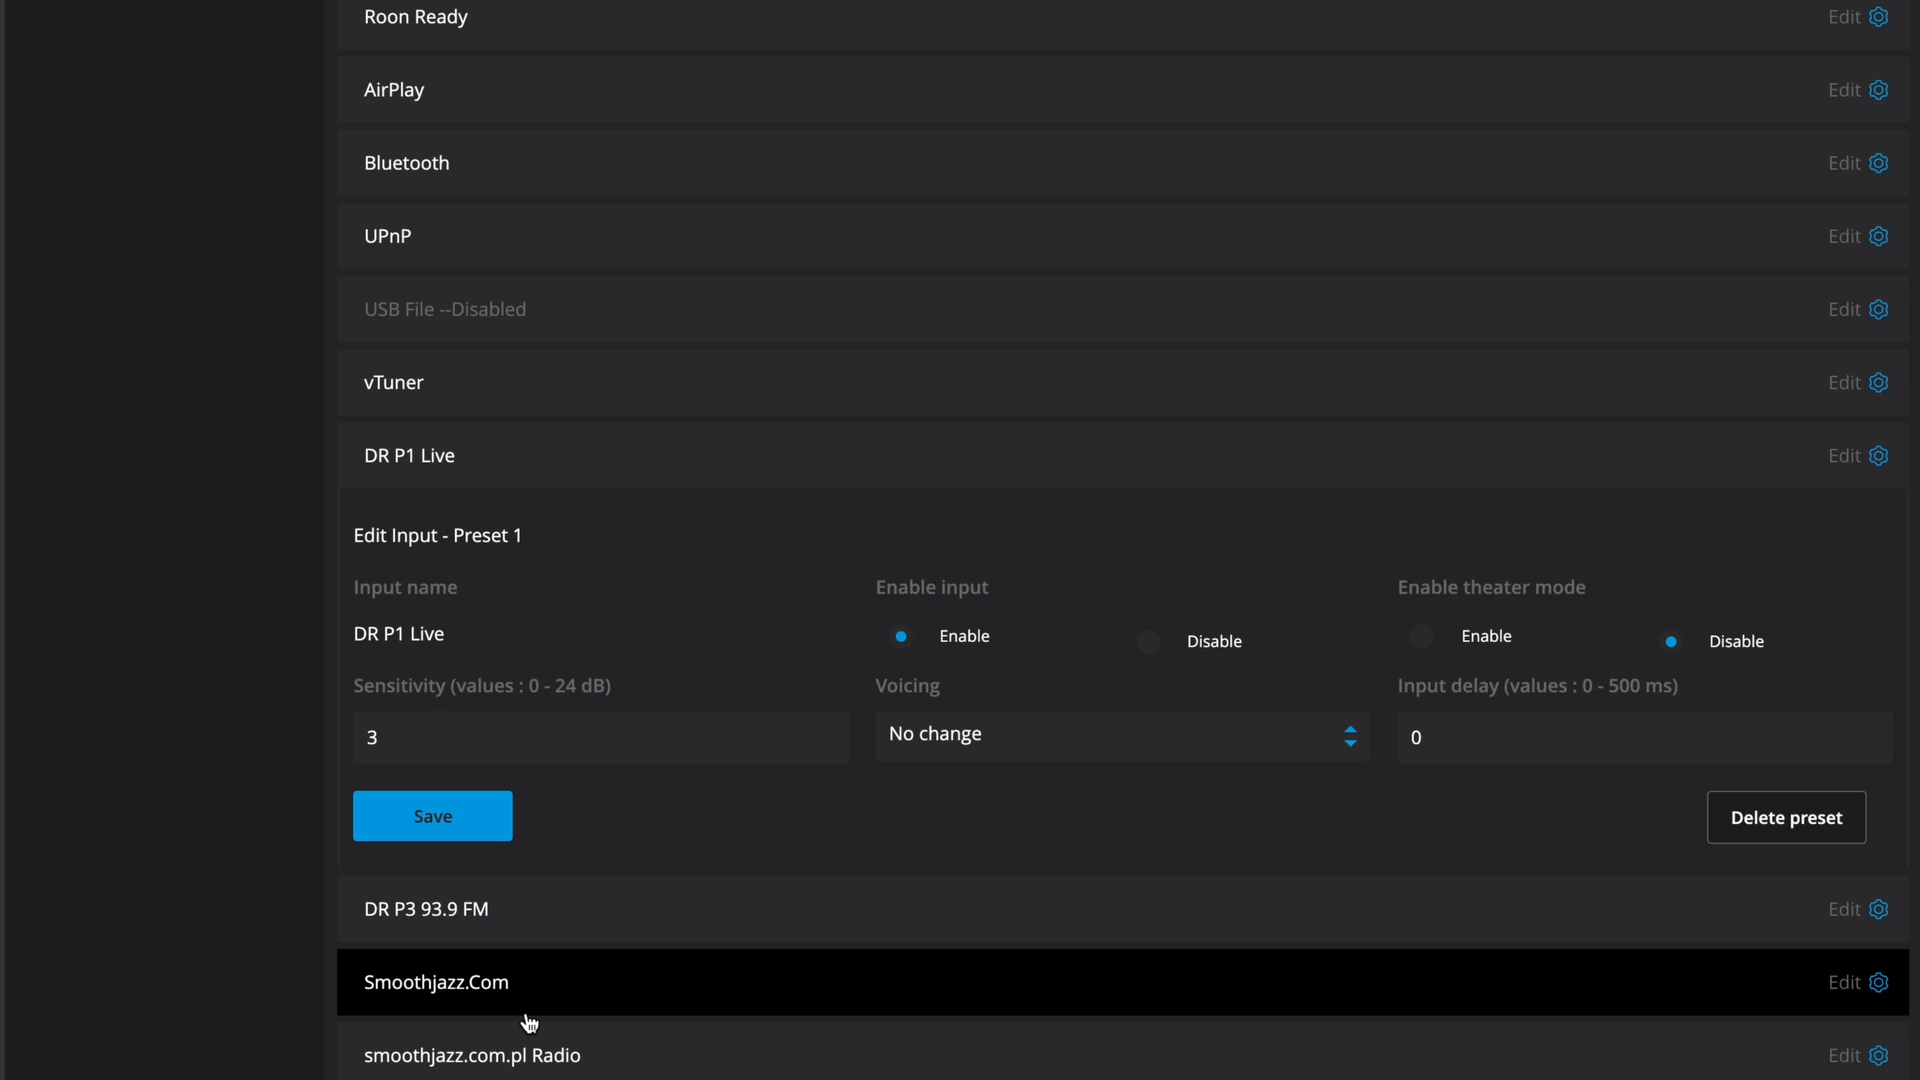 Roon Ready Edit
AirPlay Edit
Bluetooth Edit
UPnP Edit
USB File --Disabled Edit
vTuner Edit
DR P1 Live Edit
Edit Input - Preset 1
Input name Enable input Enable theater mode
DR P1 Live Enable Disable Enable Disable
Sensitivity (values : 0 - 24 dB) Voicing Input delay (values : 0 - 500 ms)
3 No change 0
Save Delete preset
DR P3 93.9 FM Edit
Smoothjazz.Com Edit
smoothjazz.com.pl Radio Edit